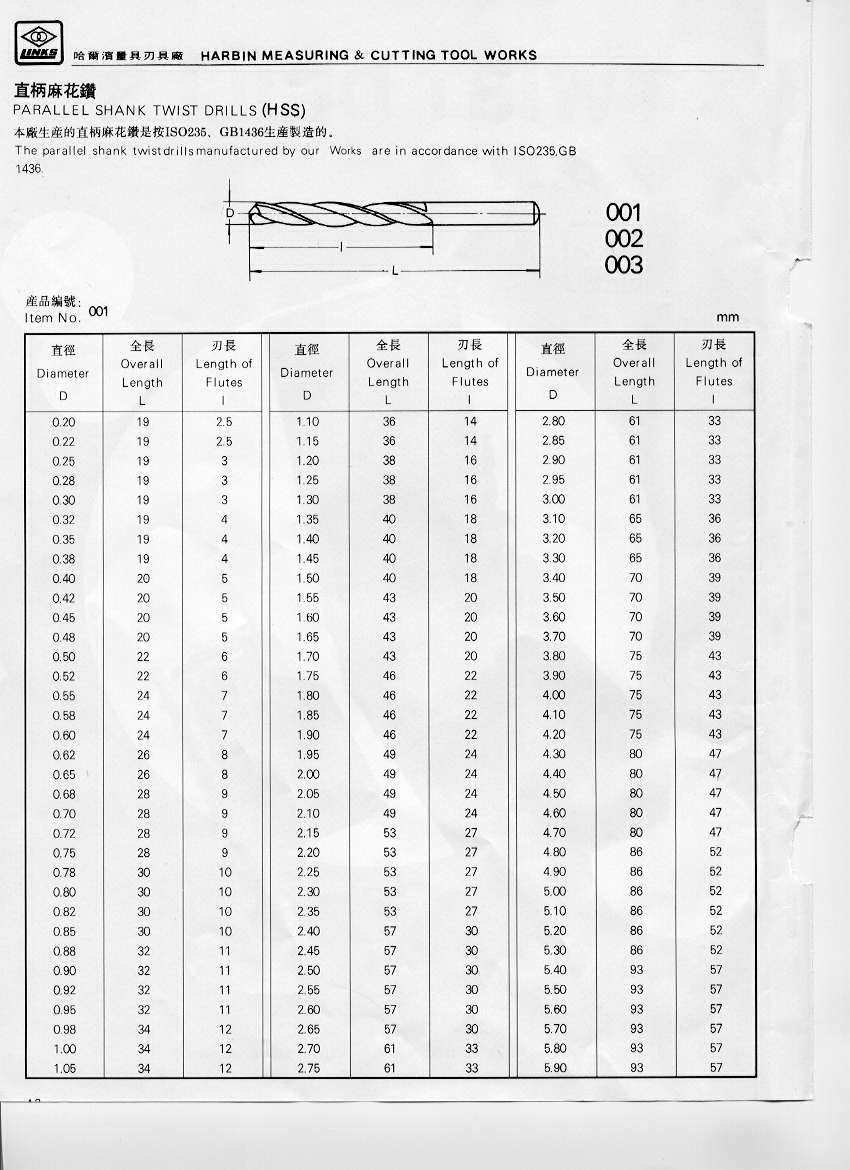 LINKS
哈爾濱量具刃具廠 HARBIN MEASURING & CUTTING TOOL WORKS
直柄麻花鑽
PARALLEL SHANK TWIST DRILLS (HSS)
本廠生産的直柄麻花鑽是按ISO235、GB1436生産製造的。
The parallel shank twist drills manufactured by our Works are in accordance with ISO235,GB
1436.
D
l
L
001
002
003
産品編號:
Item No. 001
mm
直徑 全長 刃長 直徑 全長 刃長 直徑 全長 刃長
Diameter Overall Length of Diameter Overall Length of Diameter Overall Length of
Length Flutes Length Flutes Length Flutes
D L l D L l D L l
0.20 19 2.5 1.10 36 14 2.80 61 33
0.22 19 2.5 1.15 36 14 2.85 61 33
0.25 19 3 1.20 38 16 2.90 61 33
0.28 19 3 1.25 38 16 2.95 61 33
0.30 19 3 1.30 38 16 3.00 61 33
0.32 19 4 1.35 40 18 3.10 65 36
0.35 19 4 1.40 40 18 3.20 65 36
0.38 19 4 1.45 40 18 3.30 65 36
0.40 20 5 1.50 40 18 3.40 70 39
0.42 20 5 1.55 43 20 3.50 70 39
0.45 20 5 1.60 43 20 3.60 70 39
0.48 20 5 1.65 43 20 3.70 70 39
0.50 22 6 1.70 43 20 3.80 75 43
0.52 22 6 1.75 46 22 3.90 75 43
0.55 24 7 1.80 46 22 4.00 75 43
0.58 24 7 1.85 46 22 4.10 75 43
0.60 24 7 1.90 46 22 4.20 75 43
0.62 26 8 1.95 49 24 4.30 80 47
0.65 26 8 2.00 49 24 4.40 80 47
0.68 28 9 2.05 49 24 4.50 80 47
0.70 28 9 2.10 49 24 4.60 80 47
0.72 28 9 2.15 53 27 4.70 80 47
0.75 28 9 2.20 53 27 4.80 86 52
0.78 30 10 2.25 53 27 4.90 86 52
0.80 30 10 2.30 53 27 5.00 86 52
0.82 30 10 2.35 53 27 5.10 86 52
0.85 30 10 2.40 57 30 5.20 86 52
0.88 32 11 2.45 57 30 5.30 86 52
0.90 32 11 2.50 57 30 5.40 93 57
0.92 32 11 2.55 57 30 5.50 93 57
0.95 32 11 2.60 57 30 5.60 93 57
0.98 34 12 2.65 57 30 5.70 93 57
1.00 34 12 2.70 61 33 5.80 93 57
1.05 34 12 2.75 61 33 5.90 93 57